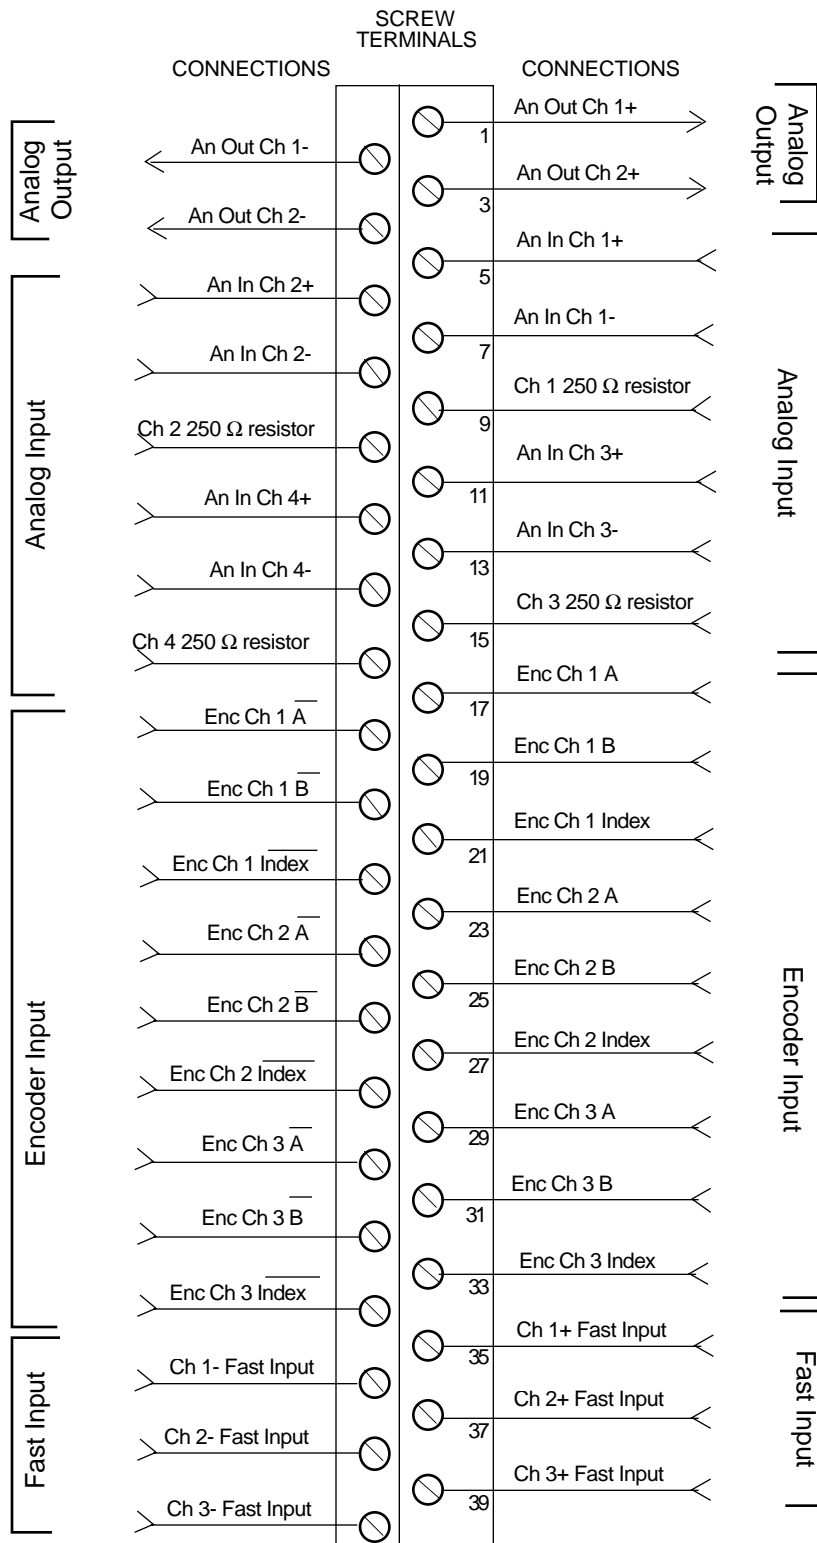 SCREW
TERMINALS
CONNECTIONS
CONNECTIONS
Analog
Output
An Out Ch 1-
An Out Ch 2-
Analog Input
An In Ch 2+
An In Ch 2-
Ch 2 250 Ω resistor
An In Ch 4+
An In Ch 4-
Ch 4 250 Ω resistor
Encoder Input
Enc Ch 1 A̅
Enc Ch 1 B̅
Enc Ch 1 I̅n̅d̅e̅x̅
Enc Ch 2 A̅
Enc Ch 2 B̅
Enc Ch 2 I̅n̅d̅e̅x̅
Enc Ch 3 A̅
Enc Ch 3 B̅
Enc Ch 3 I̅n̅d̅e̅x̅
Fast Input
Ch 1- Fast Input
Ch 2- Fast Input
Ch 3- Fast Input
1
An Out Ch 1+
3
An Out Ch 2+
5
An In Ch 1+
7
An In Ch 1-
9
Ch 1 250 Ω resistor
11
An In Ch 3+
13
An In Ch 3-
15
Ch 3 250 Ω resistor
17
Enc Ch 1 A
19
Enc Ch 1 B
21
Enc Ch 1 Index
23
Enc Ch 2 A
25
Enc Ch 2 B
27
Enc Ch 2 Index
29
Enc Ch 3 A
31
Enc Ch 3 B
33
Enc Ch 3 Index
35
Ch 1+ Fast Input
37
Ch 2+ Fast Input
39
Ch 3+ Fast Input
Analog
Output
Analog Input
Encoder Input
Fast Input